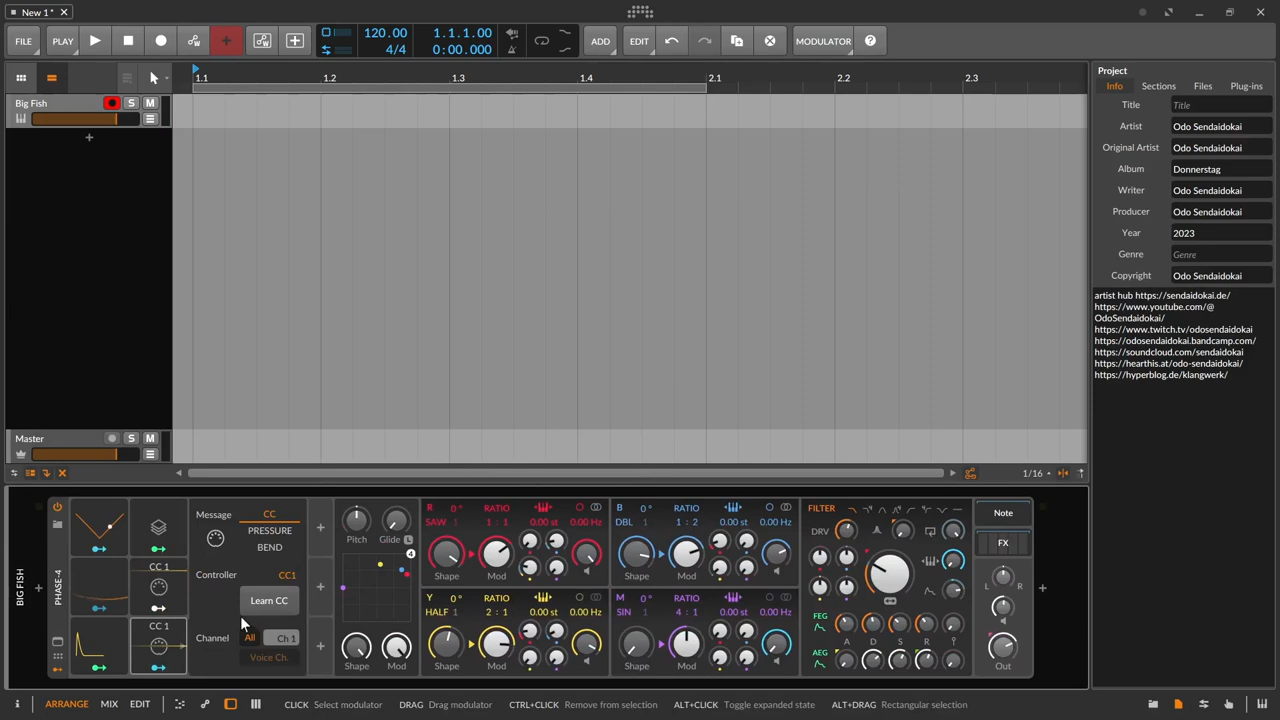 New 1*
FILE
PLAY
120.00
4/4
1.1.1.00
0:00.000
ADD
EDIT
MODULATOR
1.1
1.2
1.3
1.4
2.1
2.2
2.3
Big Fish
S
M
Master
S
M
1/16
Project
Info
Sections
Files
Plug-ins
Title
Title
Artist
Odo Sendaidokai
Original Artist
Odo Sendaidokai
Album
Donnerstag
Writer
Odo Sendaidokai
Producer
Odo Sendaidokai
Year
2023
Genre
Genre
Copyright
Odo Sendaidokai
artist hub https://sendaidokai.de/
https://www.youtube.com/@
OdoSendaidokai/
https://www.twitch.tv/odosendaidokai
https://odosendaidokai.bandcamp.com/
https://soundcloud.com/sendaidokai
https://hearthis.at/odo-sendaidokai/
https://hyperblog.de/klangwerk/
BIG FISH
PHASE-4
CC 1
CC 1
Message
CC
PRESSURE
BEND
Controller
CC1
Learn CC
Channel
All
Ch 1
Voice Ch.
Pitch
Glide
L
4
Shape
Mod
R
0°
RATIO
SAW
1
1 : 1
0.00 st
0.00 Hz
Shape
Mod
B
0°
RATIO
DBL
1
1 : 2
0.00 st
0.00 Hz
Shape
Mod
Y
0°
RATIO
HALF
1
2 : 1
0.00 st
0.00 Hz
Shape
Mod
M
0°
RATIO
SIN
1
4 : 1
0.00 st
0.00 Hz
Shape
Mod
FILTER
DRV
FEG
A
D
S
R
AEG
Note
FX
L
R
Out
i
ARRANGE
MIX
EDIT
CLICK
Select modulator
DRAG
Drag modulator
CTRL+CLICK
Remove from selection
ALT+CLICK
Toggle expanded state
ALT+DRAG
Rectangular selection